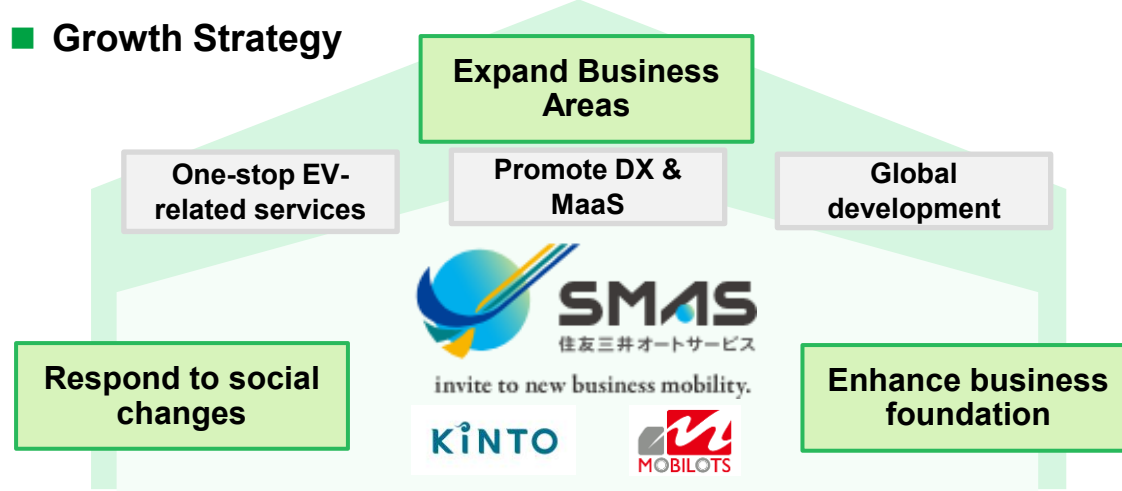 Growth Strategy
Expand Business
Areas
One-stop EV-
related services
Promote DX &
MaaS
Global
development
SMAS
住友三井オートサービス
invite to new business mobility.
Respond to social
changes
Enhance business
foundation
KINTO
MOBILOTS